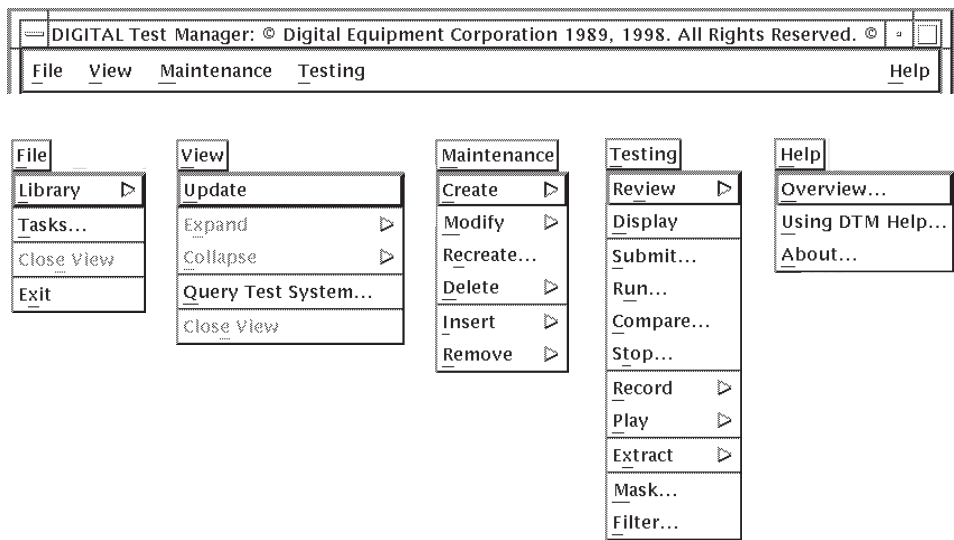 DIGITAL Test Manager: © Digital Equipment Corporation 1989, 1998. All Rights Reserved. ©
File View Maintenance Testing Help
File
Library
Tasks...
Close View
Exit
View
Update
Expand
Collapse
Query Test System...
Close View
Maintenance
Create
Modify
Recreate...
Delete
Insert
Remove
Testing
Review
Display
Submit...
Run...
Compare...
Stop...
Record
Play
Extract
Mask...
Filter...
Help
Overview...
Using DTM Help...
About...